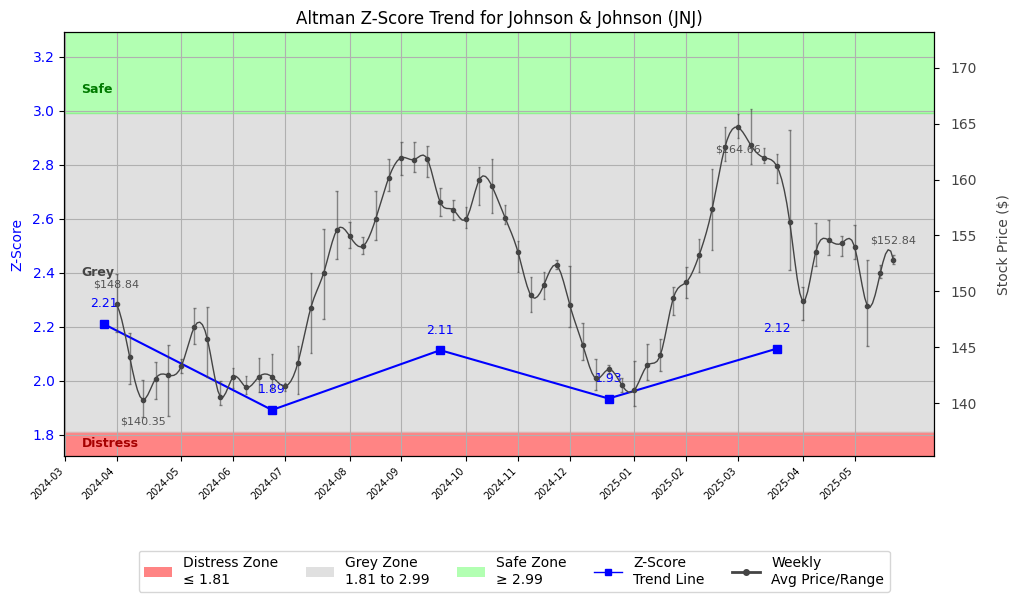 Altman Z-Score Trend for Johnson & Johnson (JNJ)
Z-Score
3.2
3.0
2.8
2.6
2.4
2.2
2.0
1.8
Safe
Grey
Distress
$148.84
2.21
$140.35
1.89
2.11
1.93
$164.66
2.12
$152.84
170
165
160
155
150
145
140
Stock Price ($)
2024-03
2024-04
2024-05
2024-06
2024-07
2024-08
2024-09
2024-10
2024-11
2024-12
2025-01
2025-02
2025-03
2025-04
2025-05
Distress Zone
≤ 1.81
Grey Zone
1.81 to 2.99
Safe Zone
≥ 2.99
Z-Score
Trend Line
Weekly
Avg Price/Range